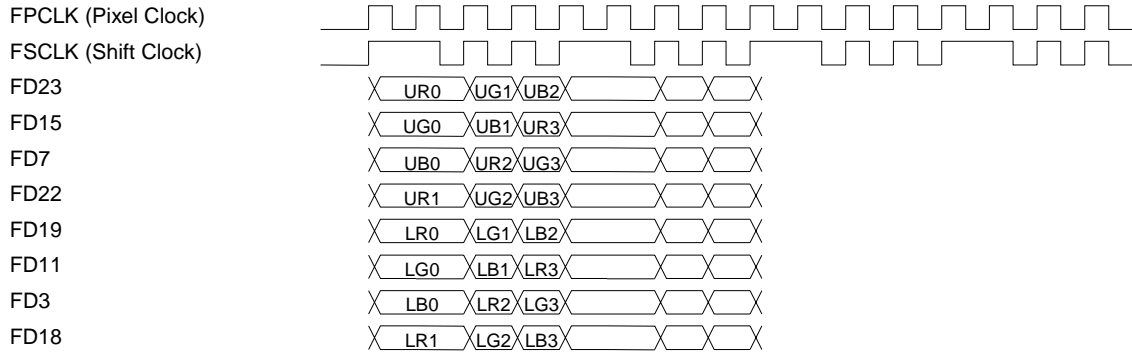 FPCLK (Pixel Clock)
FSCLK (Shift Clock)
FD23 UR0 UG1 UB2
FD15 UG0 UB1 UR3
FD7 UB0 UR2 UG3
FD22 UR1 UG2 UB3
FD19 LR0 LG1 LB2
FD11 LG0 LB1 LR3
FD3 LB0 LR2 LG3
FD18 LR1 LG2 LB3